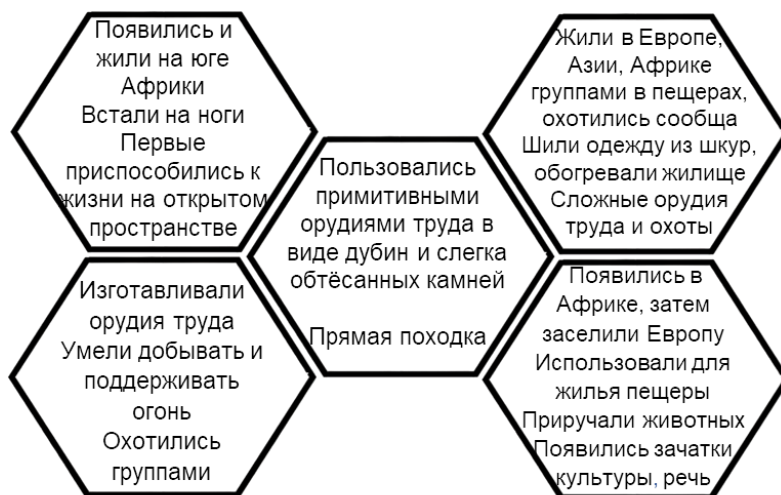 Появились и
жили на юге
Африки
Встали на ноги
Первые
приспособились к
жизни на открытом
пространстве
Жили в Европе,
Азии, Африке
группами в пещерах,
охотились сообща
Шили одежду из шкур,
обогревали жилище
Сложные орудия
труда и охоты
Пользовались
примитивными
орудиями труда в
виде дубин и слегка
обтёсанных камней
Прямая походка
Изготавливали
орудия труда
Умели добывать и
поддерживать
огонь
Охотились
группами
Появились в
Африке, затем
заселили Европу
Использовали для
жилья пещеры
Приручали животных
Появились зачатки
культуры, речь